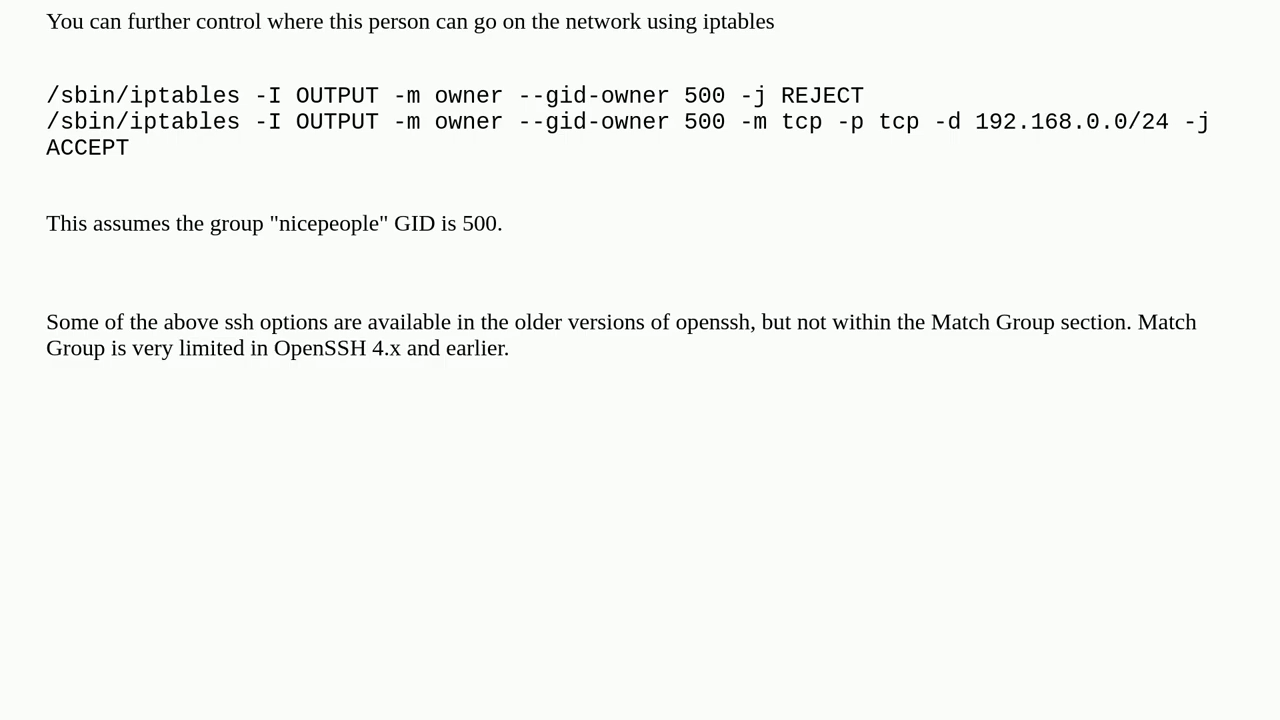 You can further control where this person can go on the network using iptables
/sbin/iptables -I OUTPUT -m owner --gid-owner 500 -j REJECT
/sbin/iptables -I OUTPUT -m owner --gid-owner 500 -m tcp -p tcp -d 192.168.0.0/24 -j
ACCEPT
This assumes the group "nicepeople" GID is 500.
Some of the above ssh options are available in the older versions of openssh, but not within the Match Group section. Match
Group is very limited in OpenSSH 4.x and earlier.